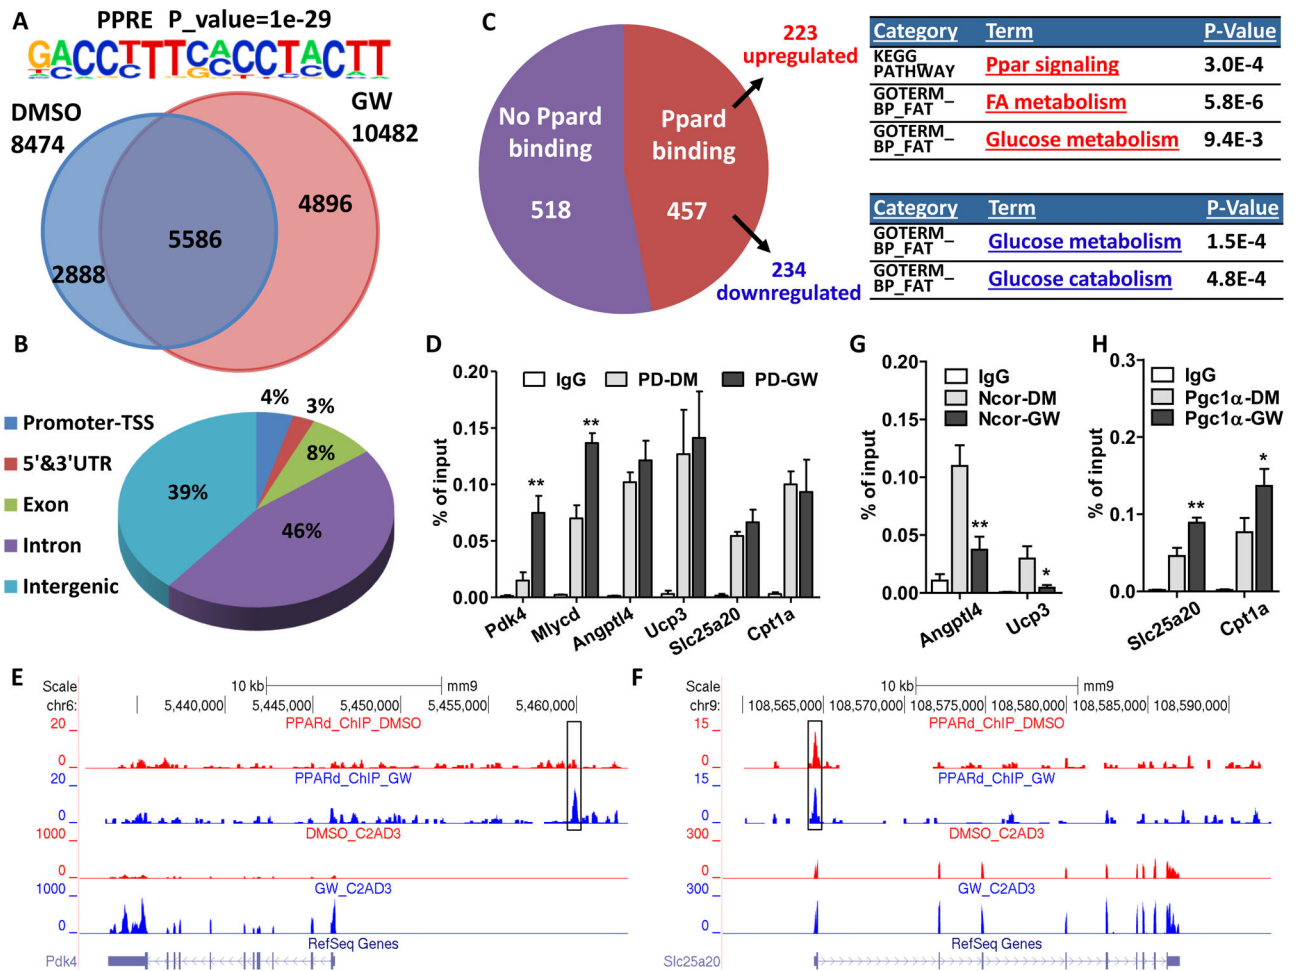 A
PPRE P_value=1e-29
GACCTTTCACCTACTT
DMSO
8474
GW
10482
2888
5586
4896
B
Promoter-TSS
5'&3'UTR
Exon
Intron
Intergenic
4%
3%
8%
39%
46%
C
No Ppard
binding
518
Ppard
binding
457
223
upregulated
234
downregulated
Category Term P-Value
KEGG_
PATHWAY Ppar signaling 3.0E-4
GOTERM_
BP_FAT FA metabolism 5.8E-6
GOTERM_
BP_FAT Glucose metabolism 9.4E-3
Category Term P-Value
GOTERM_
BP_FAT Glucose metabolism 1.5E-4
GOTERM_
BP_FAT Glucose catabolism 4.8E-4
D
IgG PD-DM PD-GW
% of input
0.20
0.15
0.10
0.05
0.00
**
**
Pdk4 Mlycd Angptl4 Ucp3 Slc25a20 Cpt1a
G
IgG
Ncor-DM
Ncor-GW
% of input
0.20
0.15
0.10
0.05
0.00
**
*
Angptl4 Ucp3
H
IgG
Pgc1α-DM
Pgc1α-GW
% of input
0.3
0.2
0.1
0.0
**
*
Slc25a20 Cpt1a
E
Scale 10 kb mm9
chr6: 5,440,000 5,445,000 5,450,000 5,455,000 5,460,000
PPARd_ChIP_DMSO
20
0
PPARd_ChIP_GW
20
0
DMSO_C2AD3
1000
0
GW_C2AD3
1000
0
RefSeq Genes
Pdk4
F
Scale 10 kb mm9
chr9: 108,565,000 108,570,000 108,575,000 108,580,000 108,585,000 108,590,000
PPARd_ChIP_DMSO
15
0
PPARd_ChIP_GW
15
0
DMSO_C2AD3
300
0
GW_C2AD3
300
0
RefSeq Genes
Slc25a20